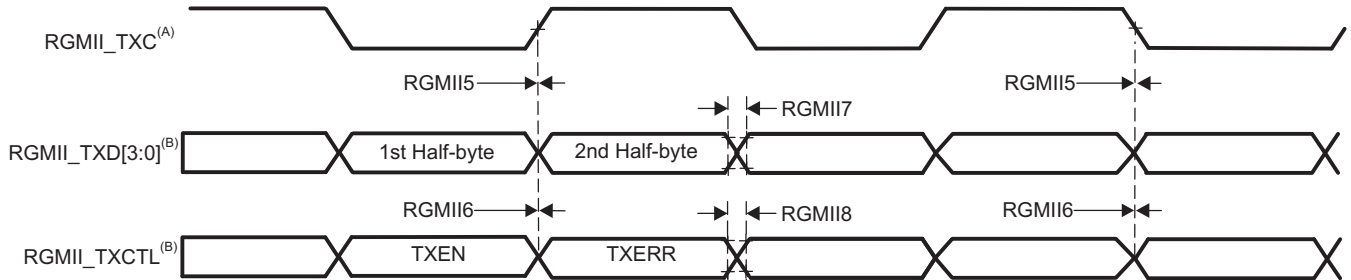 RGMII_TXC(A)
RGMII5 RGMII5
RGMII7
RGMII_TXD[3:0](B) 1st Half-byte 2nd Half-byte
RGMII6 RGMII8 RGMII6
RGMII_TXCTL(B) TXEN TXERR